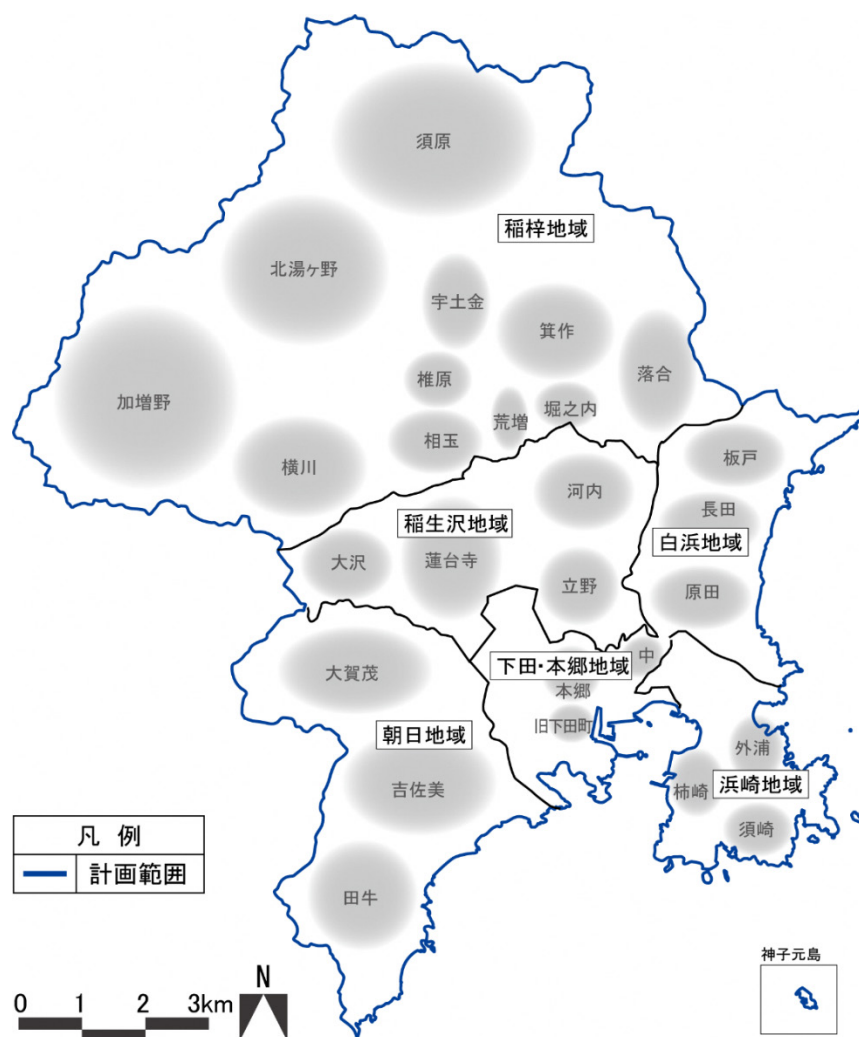 須原
稲梓地域
北湯ヶ野
宇土金
箕作
落合
椎原
加増野
荒増
堀之内
相玉
横川
板戸
河内
長田
稲生沢地域
白浜地域
大沢
蓮台寺
立野
原田
中
下田・本郷地域
大賀茂
本郷
旧下田町
朝日地域
外浦
吉佐美
柿崎
浜崎地域
須崎
凡 例
計画範囲
田牛
神子元島
N
0 1 2 3km